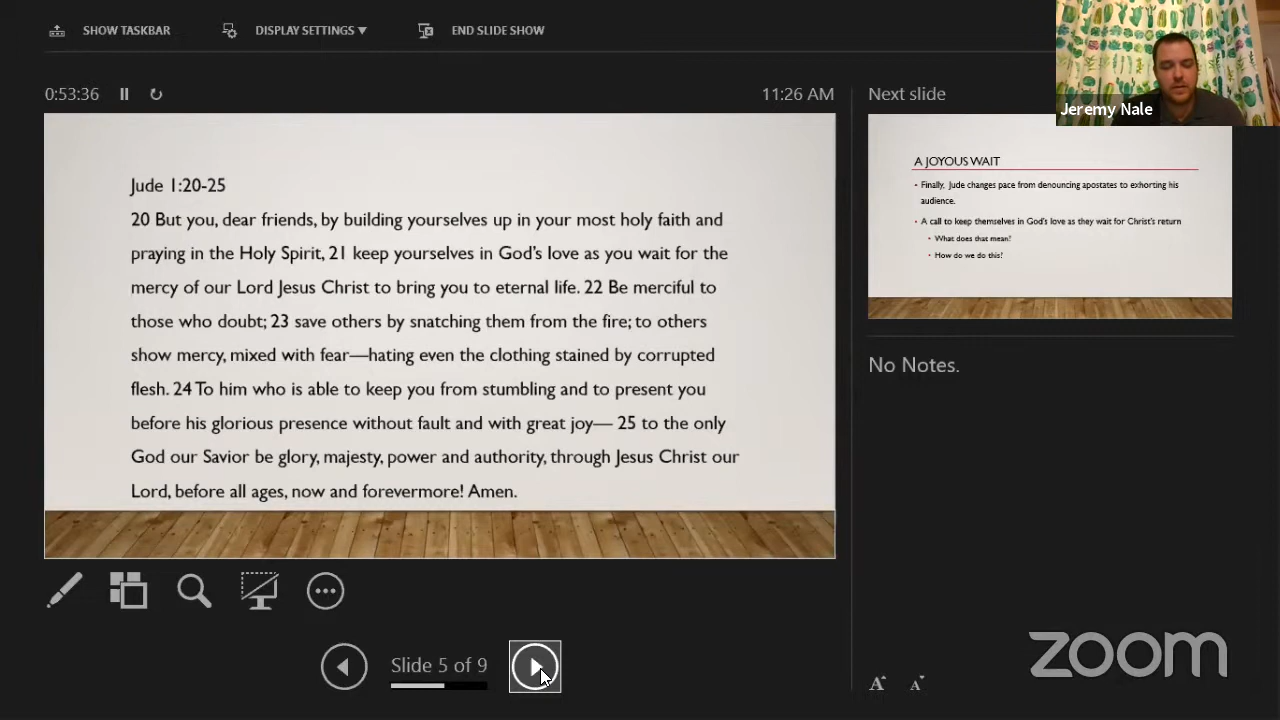 SHOW TASKBAR
DISPLAY SETTINGS
END SLIDE SHOW
0:53:36
11:26 AM
Next slide
Jeremy Nale
Jude 1:20-25
20 But you, dear friends, by building yourselves up in your most holy faith and
praying in the Holy Spirit, 21 keep yourselves in God's love as you wait for the
mercy of our Lord Jesus Christ to bring you to eternal life. 22 Be merciful to
those who doubt; 23 save others by snatching them from the fire; to others
show mercy, mixed with fear—hating even the clothing stained by corrupted
flesh. 24 To him who is able to keep you from stumbling and to present you
before his glorious presence without fault and with great joy— 25 to the only
God our Savior be glory, majesty, power and authority, through Jesus Christ our
Lord, before all ages, now and forevermore! Amen.
A JOYOUS WAIT
• Finally, Jude changes pace from denouncing apostates to exhorting his
audience.
• A call to keep themselves in God's love as they wait for Christ's return
• What does that mean?
• How do we do this?
No Notes.
Slide 5 of 9
A A
zoom